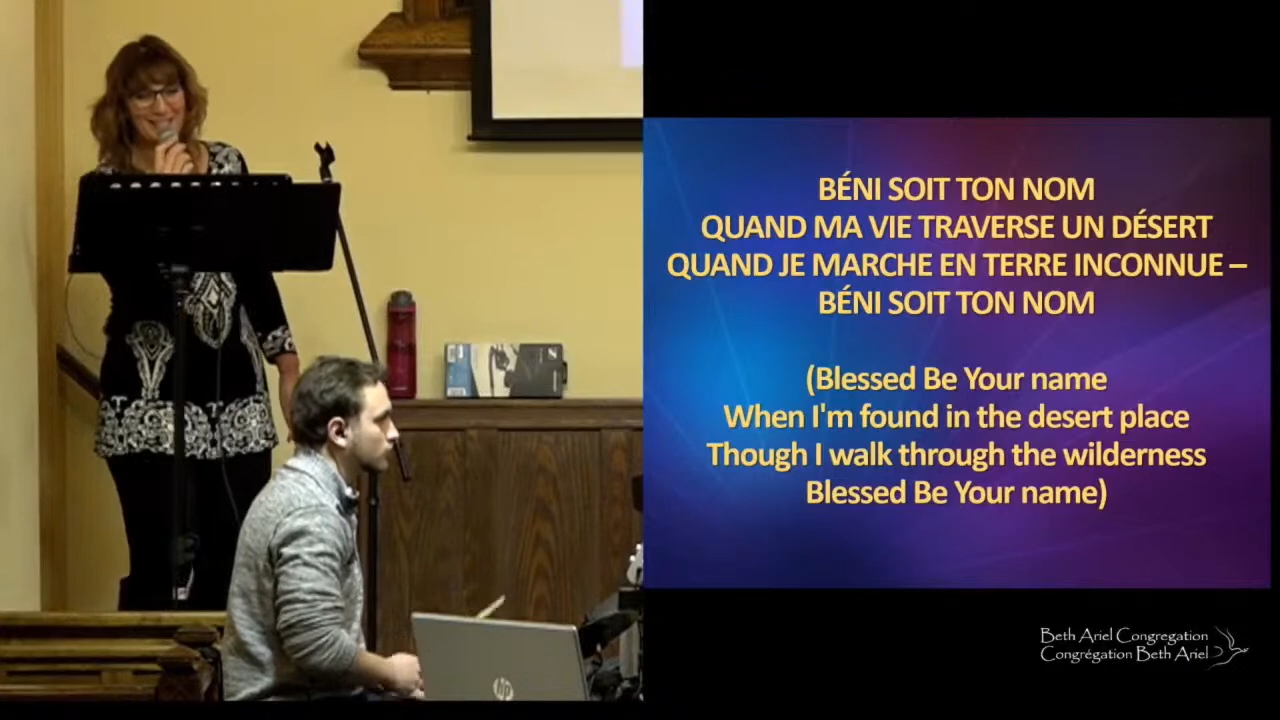 BÉNI SOIT TON NOM
QUAND MA VIE TRAVERSE UN DÉSERT
QUAND JE MARCHE EN TERRE INCONNUE –
BÉNI SOIT TON NOM
(Blessed Be Your name
When I'm found in the desert place
Though I walk through the wilderness
Blessed Be Your name)
Beth Ariel Congregation
Congrégation Beth Ariel
hp